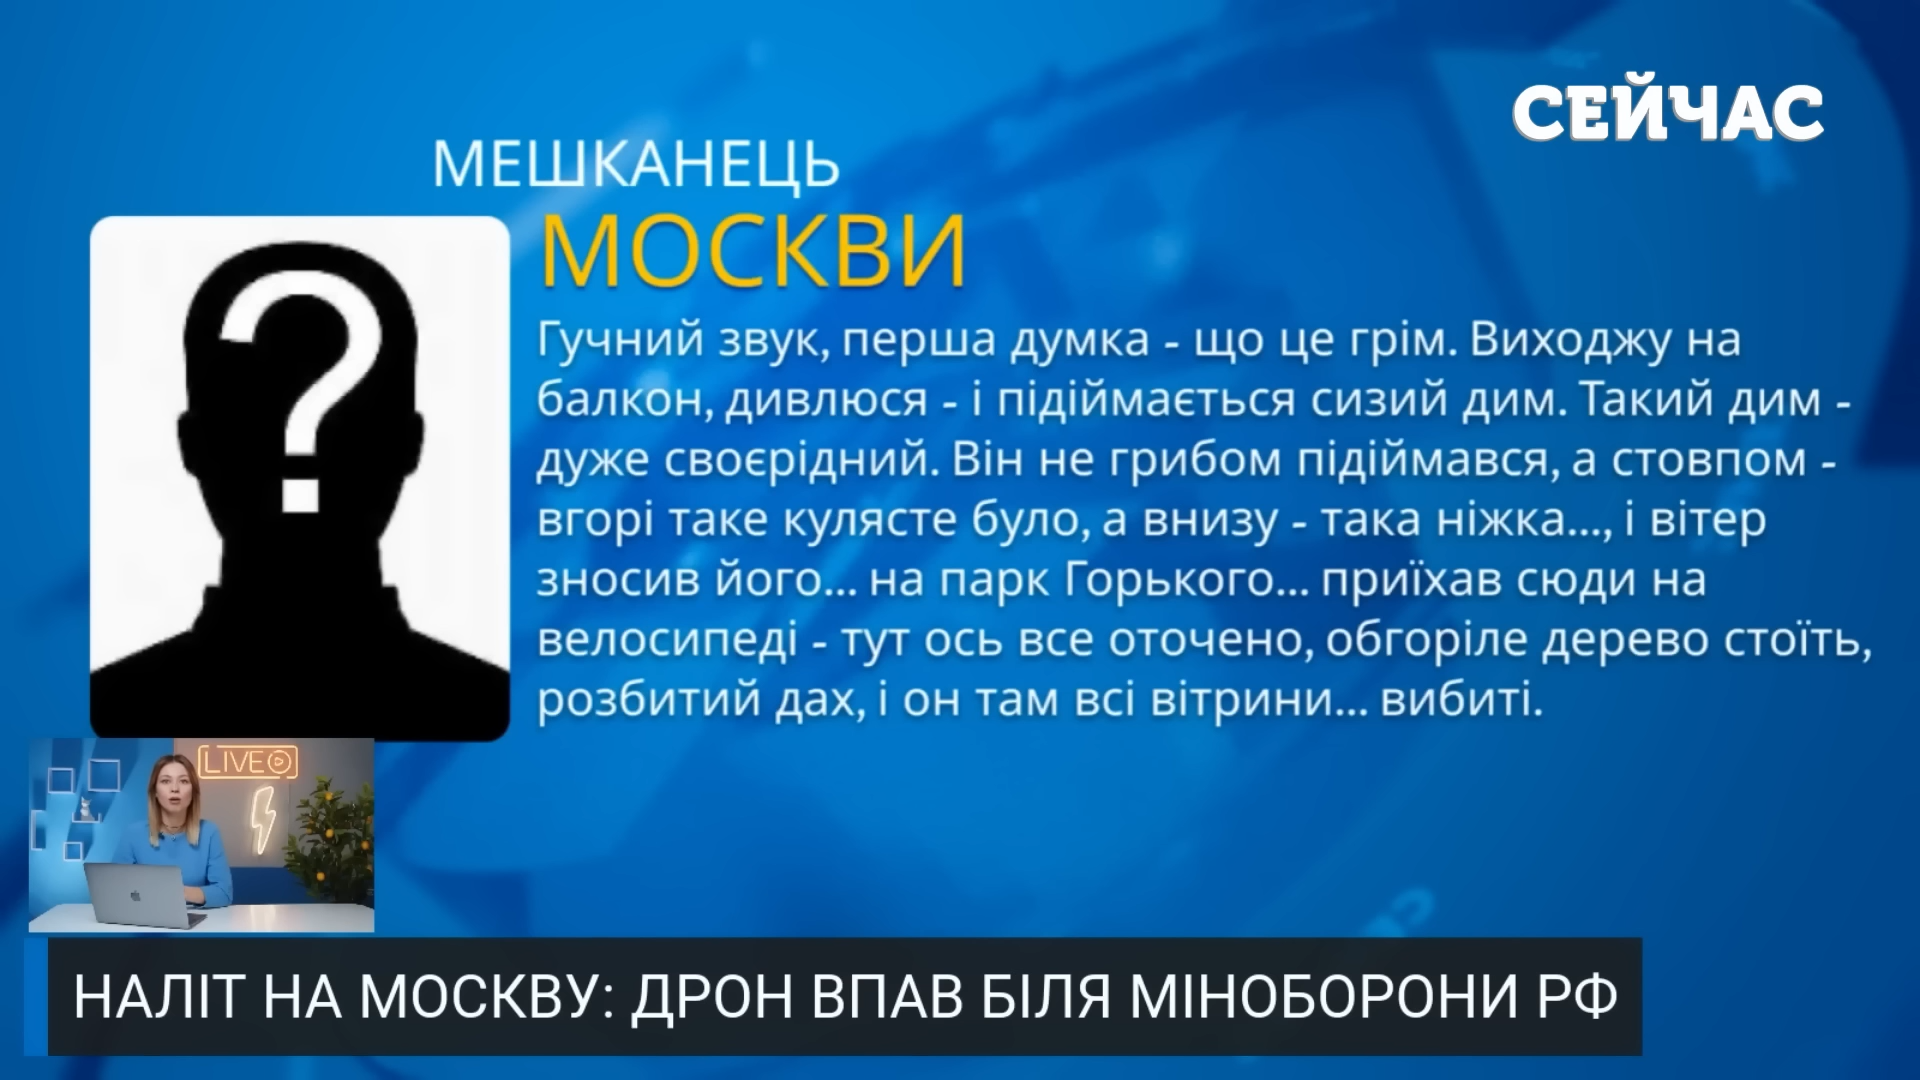 СЕЙЧАС
МЕШКАНЕЦЬ
МОСКВИ
Гучний звук, перша думка - що це грім. Виходжу на
балкон, дивлюся - і підіймається сизий дим. Такий дим -
дуже своєрідний. Він не грибом підіймався, а стовпом -
вгорі таке кулясте було, а внизу - така ніжка..., і вітер
зносив його... на парк Горького... приїхав сюди на
велосипеді - тут ось все оточено, обгоріле дерево стоїть,
розбитий дах, і он там всі вітрини... вибиті.
?
LIVE
НАЛІТ НА МОСКВУ: ДРОН ВПАВ БІЛЯ МІНОБОРОНИ РФ